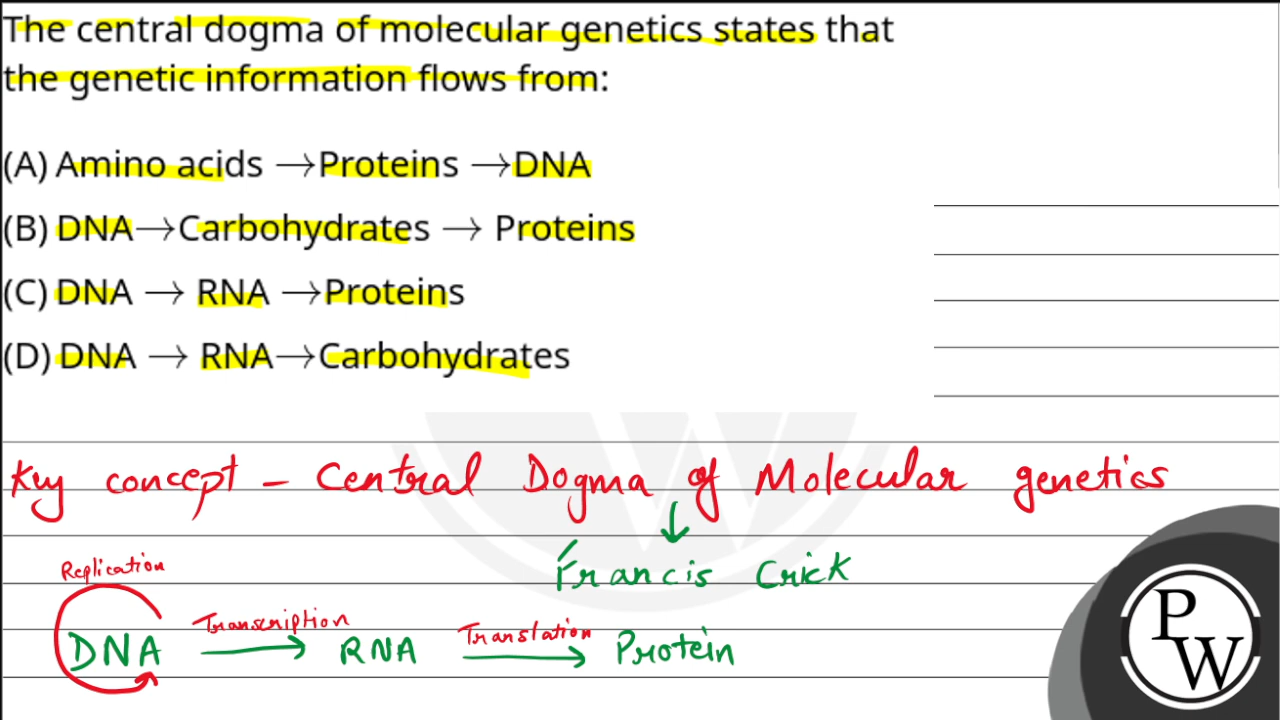 The central dogma of molecular genetics states that
the genetic information flows from:
(A) Amino acids →Proteins →DNA
(B) DNA→Carbohydrates → Proteins
(C) DNA → RNA →Proteins
(D) DNA → RNA→Carbohydrates
Key concept - Central Dogma of Molecular genetics
↓
Francis Crick
Replication
Transcription Translation
DNA → RNA → Protein
P
W